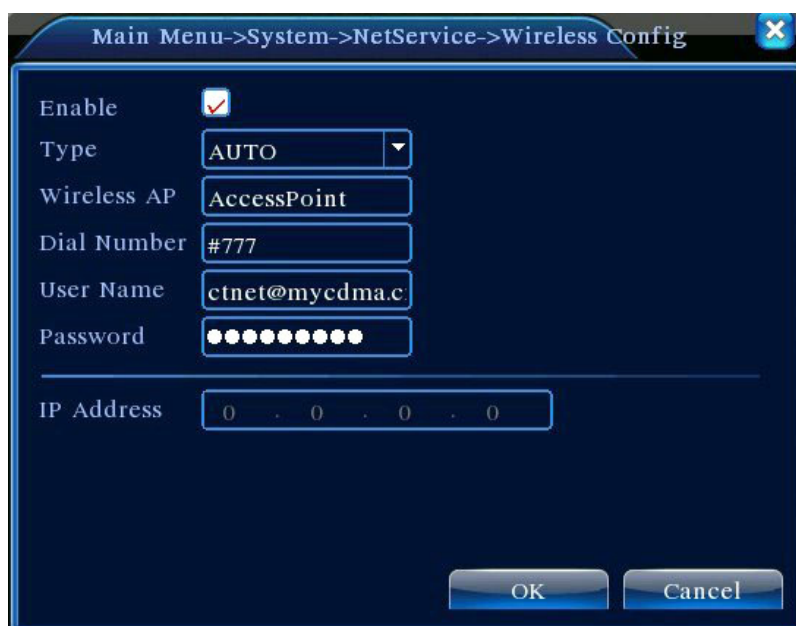 Main Menu->System->NetService->Wireless Config
Enable
Type AUTO
Wireless AP AccessPoint
Dial Number #777
User Name ctnet@mycdma.c
Password ●●●●●●●●●
IP Address 0 . 0 . 0 . 0
OK Cancel